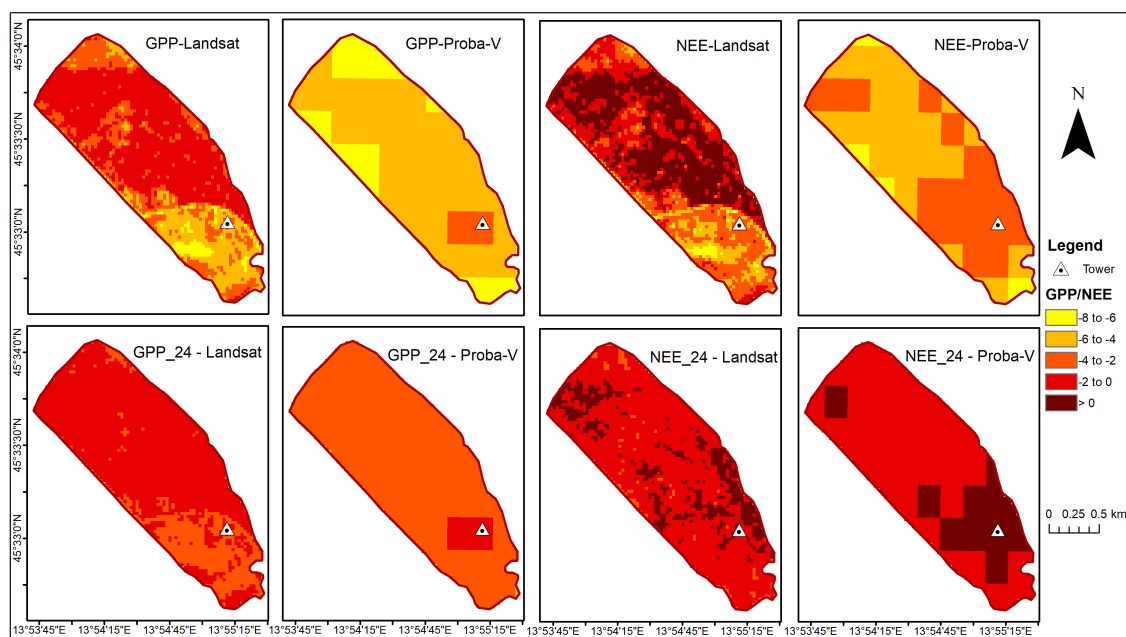 GPP-Landsat
GPP-Proba-V
NEE-Landsat
NEE-Proba-V
45°34'0"N
45°33'30"N
45°33'0"N
N
Legend
Tower
GPP/NEE
-8 to -6
-6 to -4
-4 to -2
-2 to 0
> 0
0 0.25 0.5 km
GPP_24 - Landsat
GPP_24 - Proba-V
NEE_24 - Landsat
NEE_24 - Proba-V
45°34'0"N
45°33'30"N
45°33'0"N
13°53'45"E 13°54'15"E 13°54'45"E 13°55'15"E
13°53'45"E 13°54'15"E 13°54'45"E 13°55'15"E
13°53'45"E 13°54'15"E 13°54'45"E 13°55'15"E
13°53'45"E 13°54'15"E 13°54'45"E 13°55'15"E